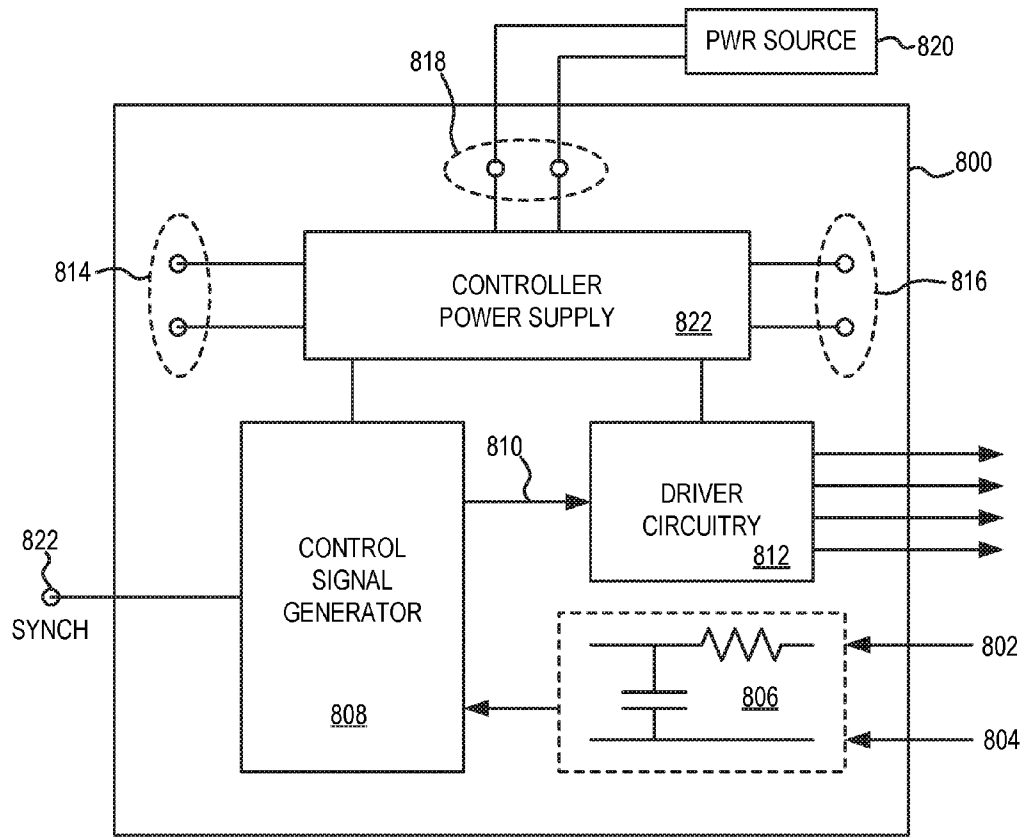 PWR SOURCE
820
818
800
814
CONTROLLER
POWER SUPPLY
822
816
810
DRIVER
CIRCUITRY
812
822
SYNCH
CONTROL
SIGNAL
GENERATOR
808
802
806
804